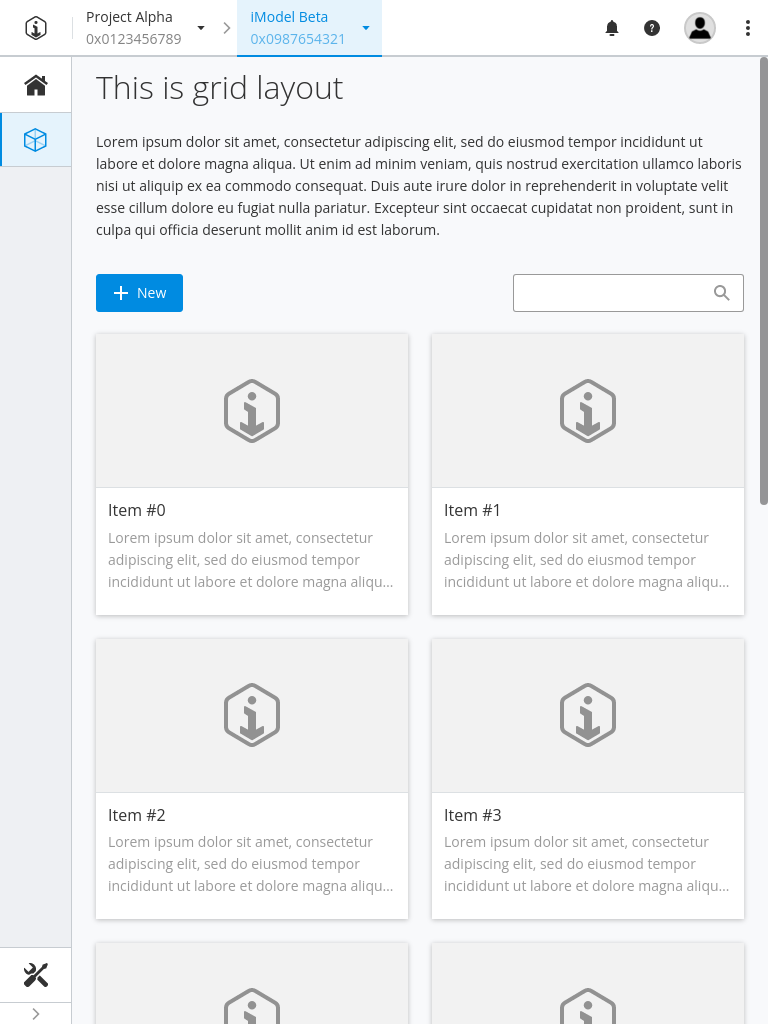 Project Alpha
0x0123456789
iModel Beta
0x0987654321
This is grid layout
Lorem ipsum dolor sit amet, consectetur adipiscing elit, sed do eiusmod tempor incididunt ut
labore et dolore magna aliqua. Ut enim ad minim veniam, quis nostrud exercitation ullamco laboris
nisi ut aliquip ex ea commodo consequat. Duis aute irure dolor in reprehenderit in voluptate velit
esse cillum dolore eu fugiat nulla pariatur. Excepteur sint occaecat cupidatat non proident, sunt in
culpa qui officia deserunt mollit anim id est laborum.
New
Item #0
Lorem ipsum dolor sit amet, consectetur
adipiscing elit, sed do eiusmod tempor
incididunt ut labore et dolore magna aliqu...
Item #1
Lorem ipsum dolor sit amet, consectetur
adipiscing elit, sed do eiusmod tempor
incididunt ut labore et dolore magna aliqu...
Item #2
Lorem ipsum dolor sit amet, consectetur
adipiscing elit, sed do eiusmod tempor
incididunt ut labore et dolore magna aliqu...
Item #3
Lorem ipsum dolor sit amet, consectetur
adipiscing elit, sed do eiusmod tempor
incididunt ut labore et dolore magna aliqu...